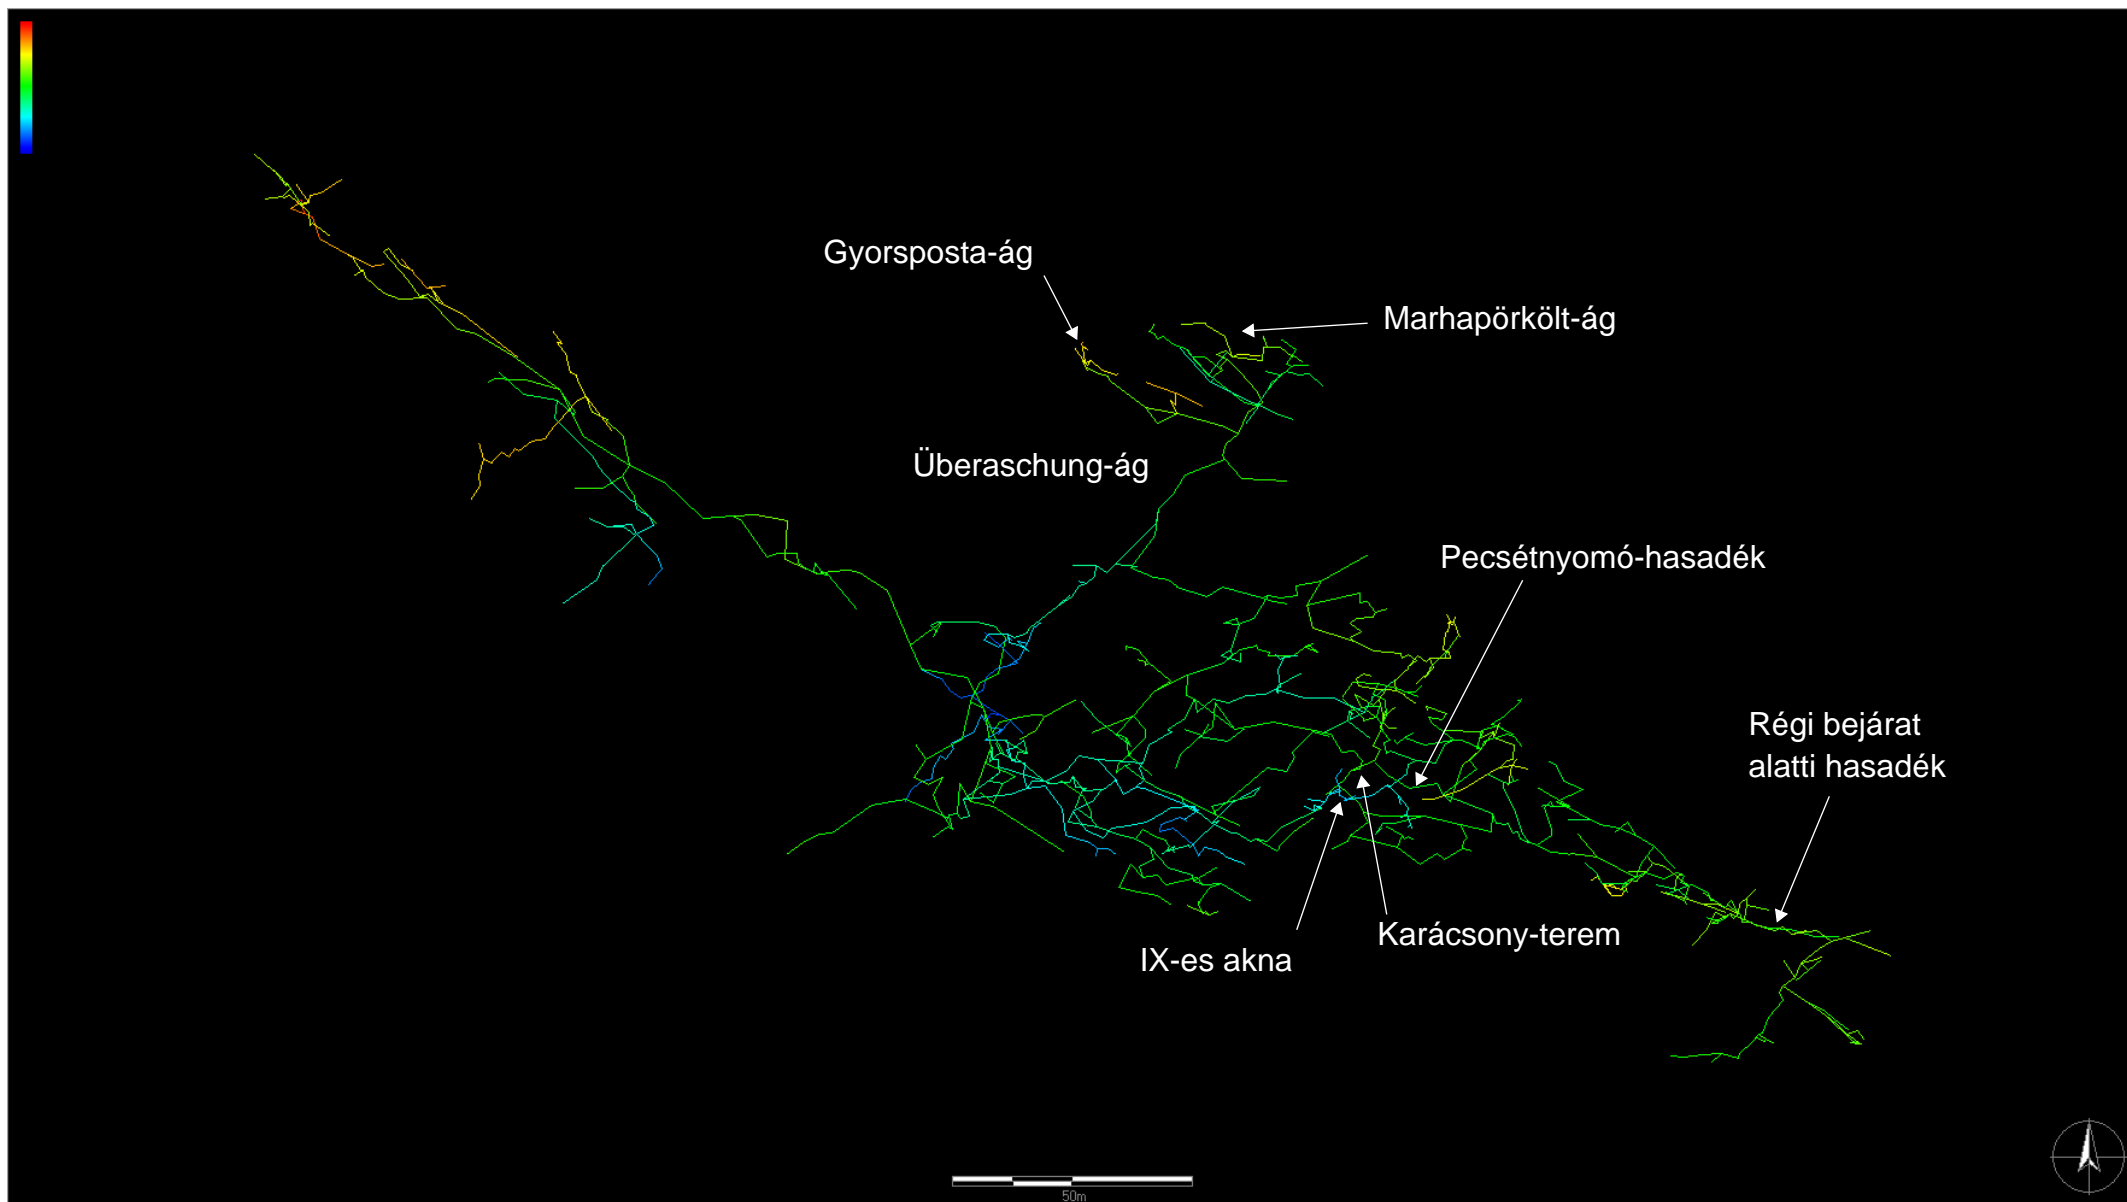 Gyorsposta-ág
Marhapörkölt-ág
Überaschung-ág
Pecsétnyomó-hasadék
Régi bejárat
alatti hasadék
Karácsony-terem
IX-es akna
50m